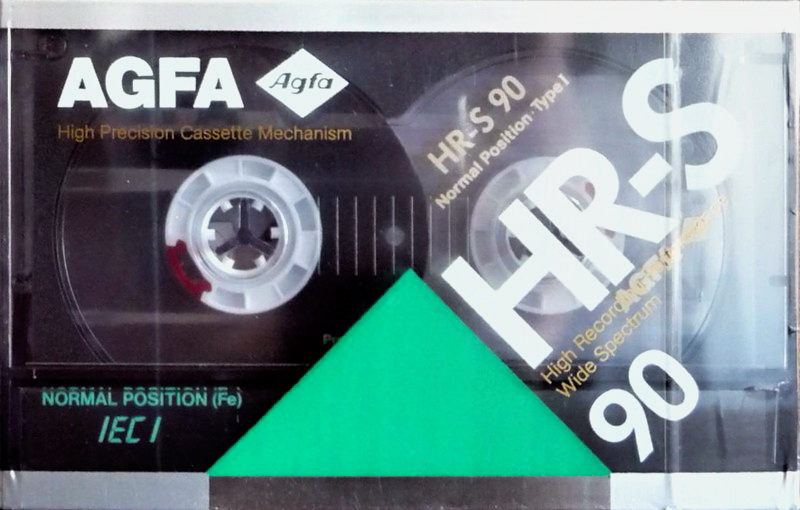 AGFA
Agfa
High Precision Cassette Mechanism
HR-S 90
Normal Position · Type I
HR-S
High
Wide Spectrum
90
NORMAL POSITION (Fe)
IEC I